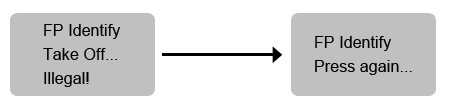 FP Identify
Take Off...
Illegal!
FP Identify
Press again...